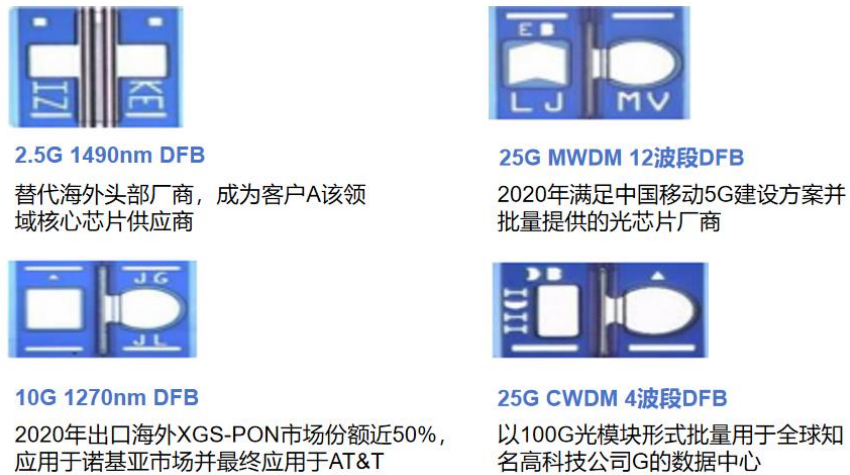 IZ
KE
2.5G 1490nm DFB
替代海外头部厂商，成为客户A该领
域核心芯片供应商
EB
LJ MV
25G MWDM 12波段DFB
2020年满足中国移动5G建设方案并
批量提供的光芯片厂商
JG
JL
10G 1270nm DFB
2020年出口海外XGS-PON市场份额近50%，
应用于诺基亚市场并最终应用于AT&T
25G CWDM 4波段DFB
以100G光模块形式批量用于全球知
名高科技公司G的数据中心